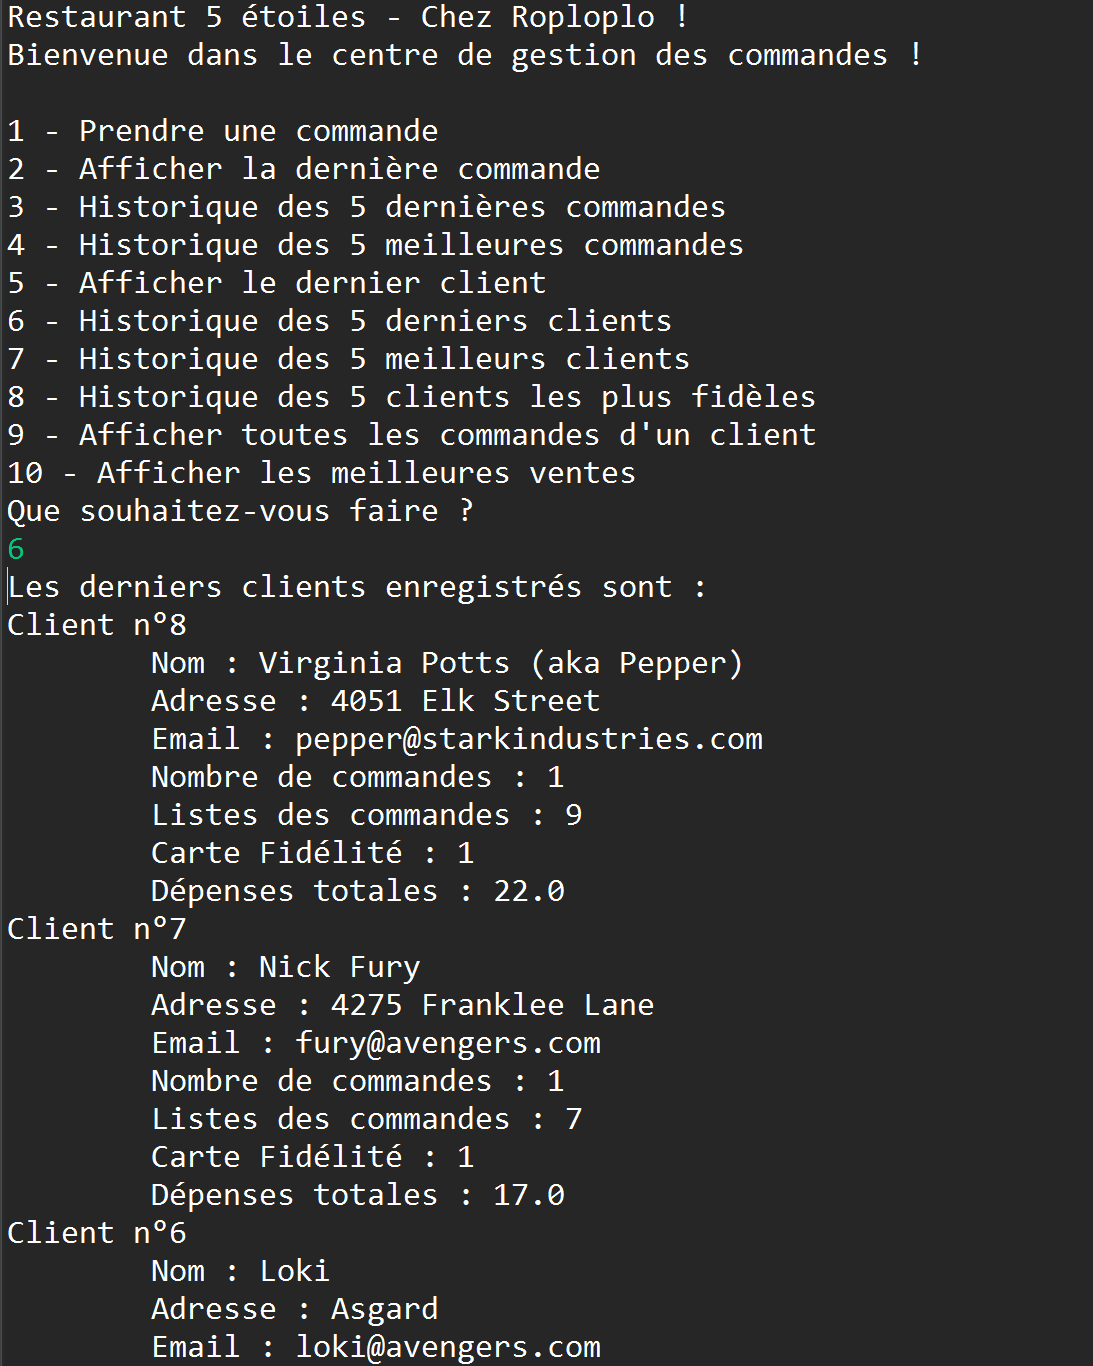 Restaurant 5 étoiles - Chez Roploplo !
Bienvenue dans le centre de gestion des commandes !
1 - Prendre une commande
2 - Afficher la dernière commande
3 - Historique des 5 dernières commandes
4 - Historique des 5 meilleures commandes
5 - Afficher le dernier client
6 - Historique des 5 derniers clients
7 - Historique des 5 meilleurs clients
8 - Historique des 5 clients les plus fidèles
9 - Afficher toutes les commandes d'un client
10 - Afficher les meilleures ventes
Que souhaitez-vous faire ?
6
Les derniers clients enregistrés sont :
Client n°8
Nom : Virginia Potts (aka Pepper)
Adresse : 4051 Elk Street
Email : pepper@starkindustries.com
Nombre de commandes : 1
Listes des commandes : 9
Carte Fidélité : 1
Dépenses totales : 22.0
Client n°7
Nom : Nick Fury
Adresse : 4275 Franklee Lane
Email : fury@avengers.com
Nombre de commandes : 1
Listes des commandes : 7
Carte Fidélité : 1
Dépenses totales : 17.0
Client n°6
Nom : Loki
Adresse : Asgard
Email : loki@avengers.com